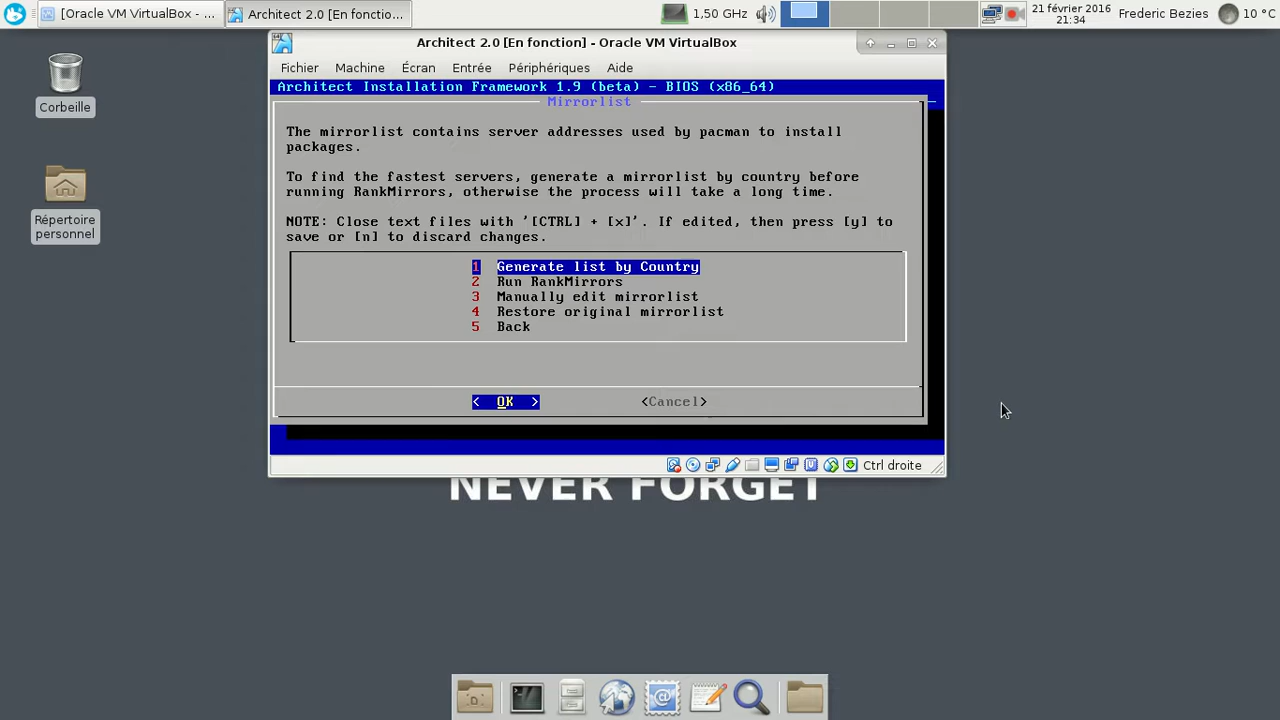 [Oracle VM VirtualBox - ...
Architect 2.0 [En fonctio...
1,50 GHz
21 février 2016
21:34
Frederic Bezies
10 °C
Corbeille
Répertoire
personnel
Architect 2.0 [En fonction] - Oracle VM VirtualBox
Fichier Machine Écran Entrée Périphériques Aide
Architect Installation Framework 1.9 (beta) - BIOS (x86_64)
Mirrorlist
The mirrorlist contains server addresses used by pacman to install
packages.
To find the fastest servers, generate a mirrorlist by country before
running RankMirrors, otherwise the process will take a long time.
NOTE: Close text files with '[CTRL] + [x]'. If edited, then press [y] to
save or [n] to discard changes.
1 Generate list by Country
2 Run RankMirrors
3 Manually edit mirrorlist
4 Restore original mirrorlist
5 Back
< OK > <Cancel>
Ctrl droite
NEVER FORGET